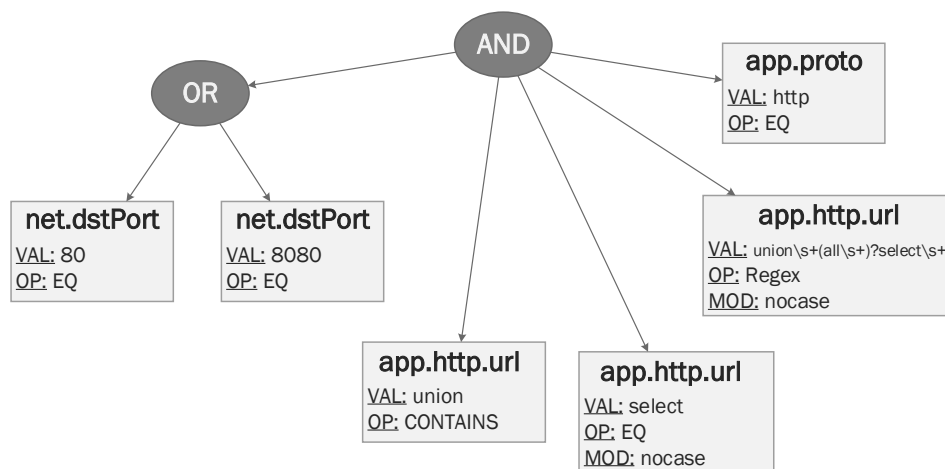 AND
OR
app.proto
VAL: http
OP: EQ
net.dstPort
VAL: 80
OP: EQ
net.dstPort
VAL: 8080
OP: EQ
app.http.url
VAL: union\s+(all\s+)?select\s+
OP: Regex
MOD: nocase
app.http.url
VAL: union
OP: CONTAINS
app.http.url
VAL: select
OP: EQ
MOD: nocase